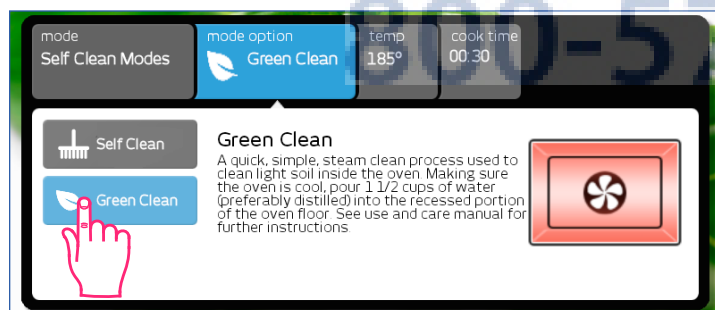 800-57
mode
Self Clean Modes
mode option
Green Clean
temp
185°
cook time
00:30
Self Clean
Green Clean
Green Clean
A quick, simple, steam clean process used to
clean light soil inside the oven. Making sure
the oven is cool, pour 1 1/2 cups of water
(preferably distilled) into the recessed portion
of the oven floor. See use and care manual for
further instructions.